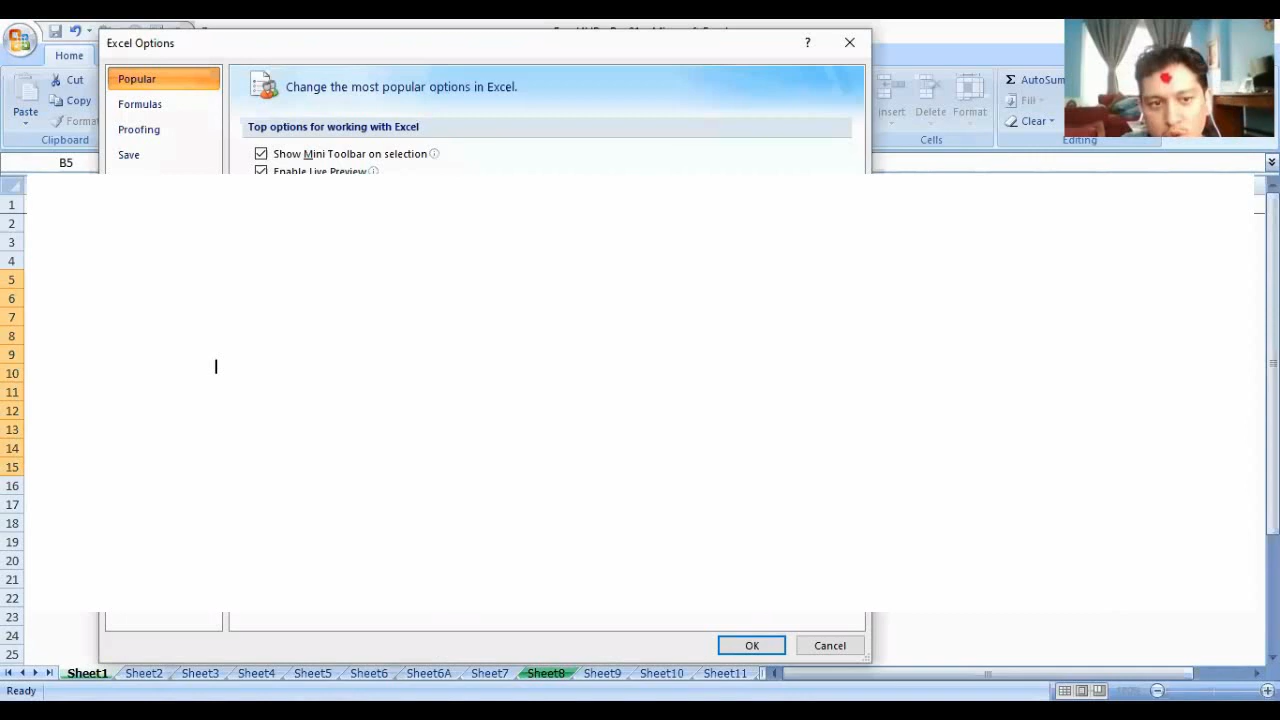 Excel Options
?
Home
Popular
Formulas
Proofing
Save
Change the most popular options in Excel.
Top options for working with Excel
Show Mini Toolbar on selection
Enable Live Preview
Cut
Copy
Format
Paste
Clipboard
Delete
Format
Cells
Σ AutoSum
Fill
Clear
Editing
B5
1
2
3
4
5
6
7
8
9
10
11
12
13
14
15
16
17
18
19
20
21
22
23
24
25
OK
Cancel
Sheet1 Sheet2 Sheet3 Sheet4 Sheet5 Sheet6 Sheet6A Sheet7 Sheet8 Sheet9 Sheet10 Sheet11
Ready